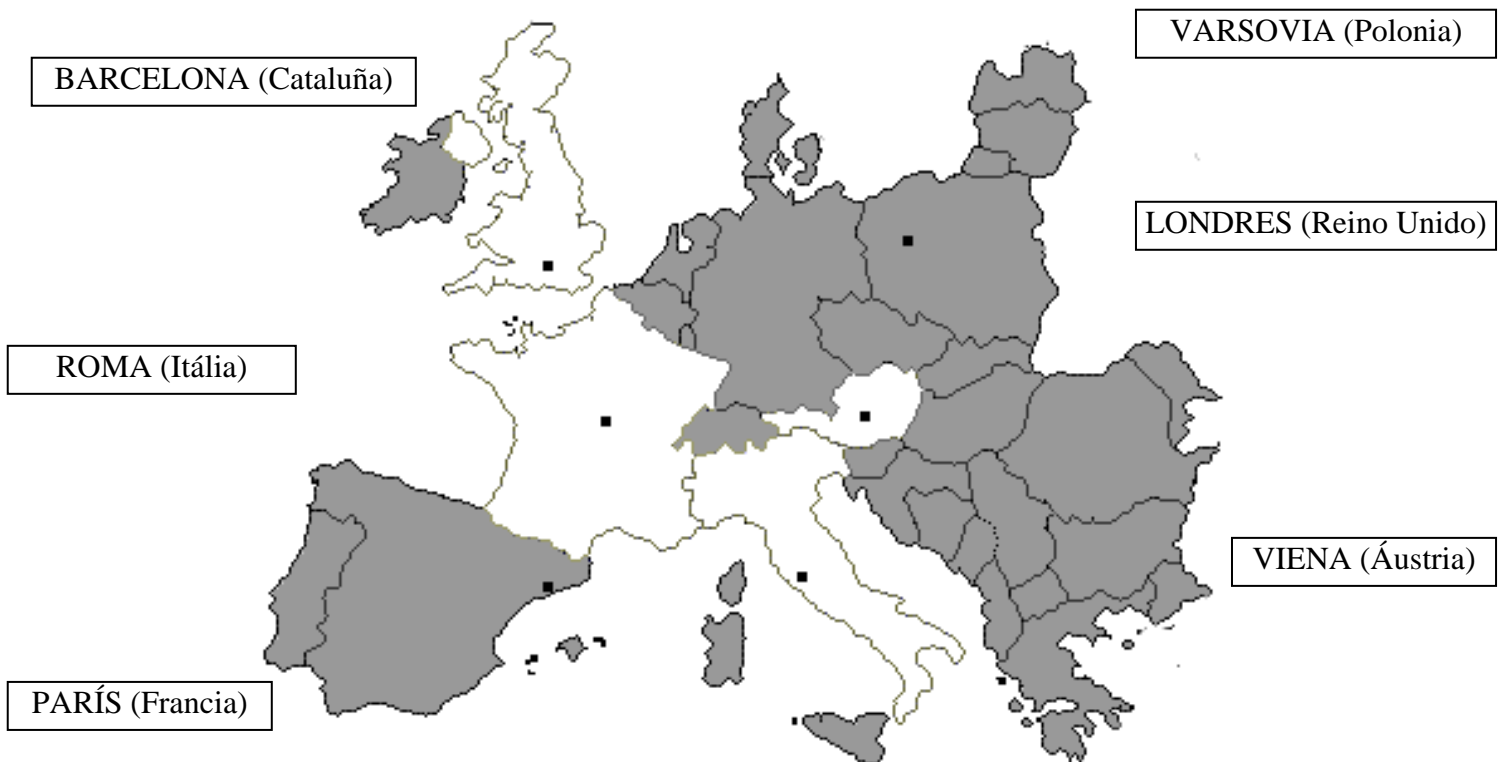 VARSOVIA (Polonia)
BARCELONA (Cataluña)
LONDRES (Reino Unido)
ROMA (Itália)
VIENA (Áustria)
PARÍS (Francia)